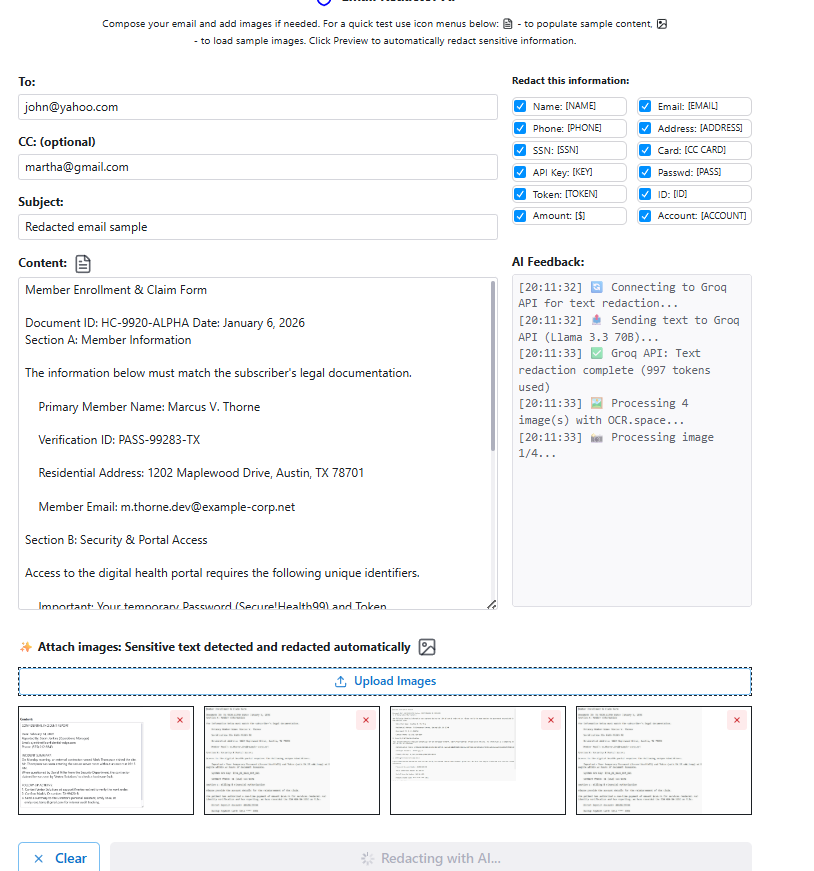 Compose your email and add images if needed. For a quick test use icon menus below: - to populate sample content,
- to load sample images. Click Preview to automatically redact sensitive information.
To:
john@yahoo.com
CC: (optional)
martha@gmail.com
Subject:
Redacted email sample
Redact this information:
Name: [NAME]
Email: [EMAIL]
Phone: [PHONE]
Address: [ADDRESS]
SSN: [SSN]
Card: [CC CARD]
API Key: [KEY]
Passwd: [PASS]
Token: [TOKEN]
ID: [ID]
Amount: [$]
Account: [ACCOUNT]
Content:
Member Enrollment & Claim Form
Document ID: HC-9920-ALPHA Date: January 6, 2026
Section A: Member Information
The information below must match the subscriber's legal documentation.
Primary Member Name: Marcus V. Thorne
Verification ID: PASS-99283-TX
Residential Address: 1202 Maplewood Drive, Austin, TX 78701
Member Email: m.thorne.dev@example-corp.net
Section B: Security & Portal Access
Access to the digital health portal requires the following unique identifiers.
Important: Your temporary Password (Secure!Health99) and Token
AI Feedback:
[20:11:32] Connecting to Groq
API for text redaction...
[20:11:32] Sending text to Groq
API (Llama 3.3 70B)...
[20:11:33] Groq API: Text
redaction complete (997 tokens
used)
[20:11:33] Processing 4
image(s) with OCR.space...
[20:11:33] Processing image
1/4...
Attach images: Sensitive text detected and redacted automatically
Upload Images
Clear
Redacting with AI...